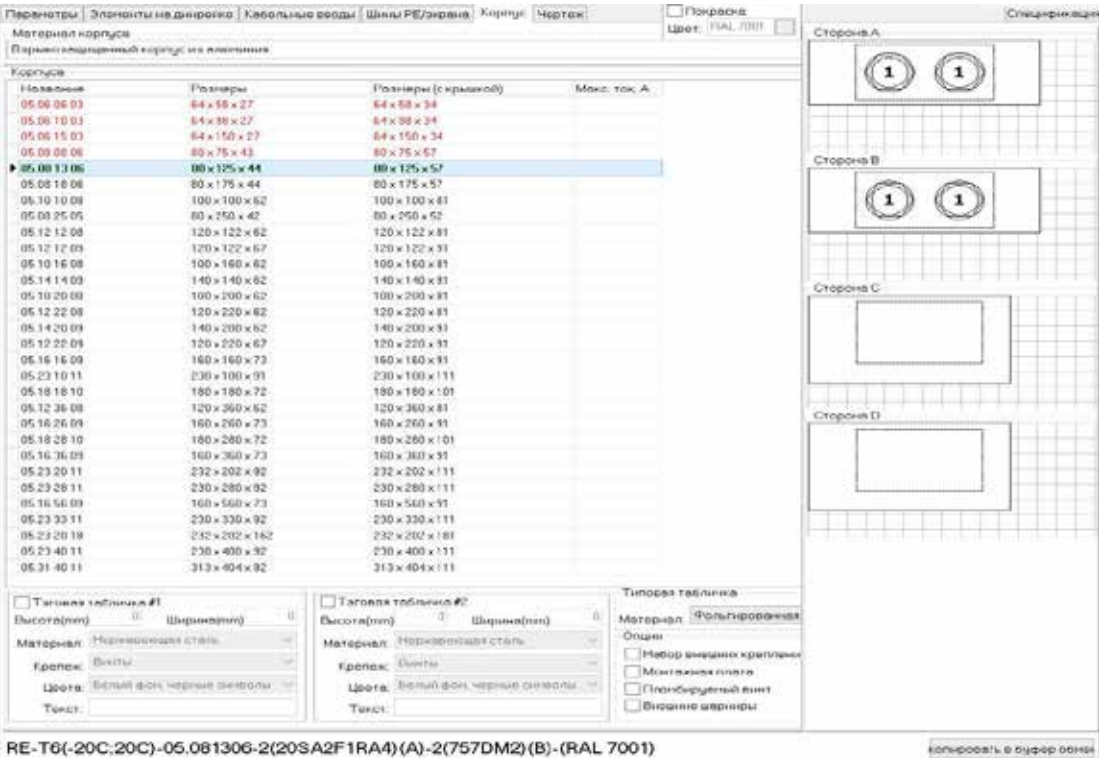 Параметры Элементы на динрейке Кабельные вводы Шины PE/экрана Корпус Чертеж
Покраска
Цвет: RAL 7001
Спецификация
Материал корпуса
Взрывозащищенный корпус из алюминия
Корпуса
Название Размеры Размеры (с крышкой) Макс. ток, А
05.06 06 03 64 x 58 x 27 64 x 58 x 34
05.06 10 03 64 x 98 x 27 64 x 98 x 34
05.06 15 03 64 x 150 x 27 64 x 150 x 34
05.08 08 06 80 x 75 x 43 80 x 75 x 57
05.08 13 06 80 x 125 x 44 80 x 125 x 57
05.08 18 06 80 x 175 x 44 80 x 175 x 57
05.10 10 08 100 x 100 x 62 100 x 100 x 81
05.08 25 05 80 x 250 x 42 80 x 250 x 52
05.12 12 08 120 x 122 x 62 120 x 122 x 81
05.12 12 09 120 x 122 x 67 120 x 122 x 91
05.10 16 08 100 x 160 x 62 100 x 160 x 81
05.14 14 09 140 x 140 x 62 140 x 140 x 91
05.10 20 08 100 x 200 x 62 100 x 200 x 81
05.12 22 08 120 x 220 x 62 120 x 220 x 81
05.14 20 09 140 x 200 x 62 140 x 200 x 91
05.12 22 09 120 x 220 x 67 120 x 220 x 91
05.16 16 09 160 x 160 x 73 160 x 160 x 91
05.23 10 11 230 x 100 x 91 230 x 100 x 111
05.18 18 10 180 x 180 x 72 180 x 180 x 101
05.12 36 08 120 x 360 x 62 120 x 360 x 81
05.16 26 09 160 x 260 x 73 160 x 260 x 91
05.18 28 10 180 x 280 x 72 180 x 280 x 101
05.16 36 09 160 x 360 x 73 160 x 360 x 91
05.23 20 11 232 x 202 x 92 232 x 202 x 111
05.23 28 11 230 x 280 x 92 230 x 280 x 111
05.16 56 09 160 x 560 x 73 160 x 560 x 91
05.23 33 11 230 x 330 x 92 230 x 330 x 111
05.23 20 18 232 x 202 x 162 232 x 202 x 181
05.23 40 11 230 x 400 x 92 230 x 400 x 111
05.31 40 11 313 x 404 x 92 313 x 404 x 111
Сторона A
1 1
Сторона B
1 1
Сторона C
Сторона D
Таговая табличка #1
Высота(mm) 0 Ширина(mm) 0
Материал: Нержавеющая сталь
Крепеж: Винты
Цвета: Белый фон, черные символы
Текст:
Таговая табличка #2
Высота(mm) 0 Ширина(mm) 0
Материал: Нержавеющая сталь
Крепеж: Винты
Цвета: Белый фон, черные символы
Текст:
Типовая табличка
Материал: Фольгированная
Опции
Набор внешних креплени
Монтажная плата
Пломбируемый винт
Внешние шарниры
RE-T6(-20C;20C)-05.081306-2(20SA2F1RA4)(A)-2(757DM2)(B)-(RAL 7001)
копировать в буфер обмен